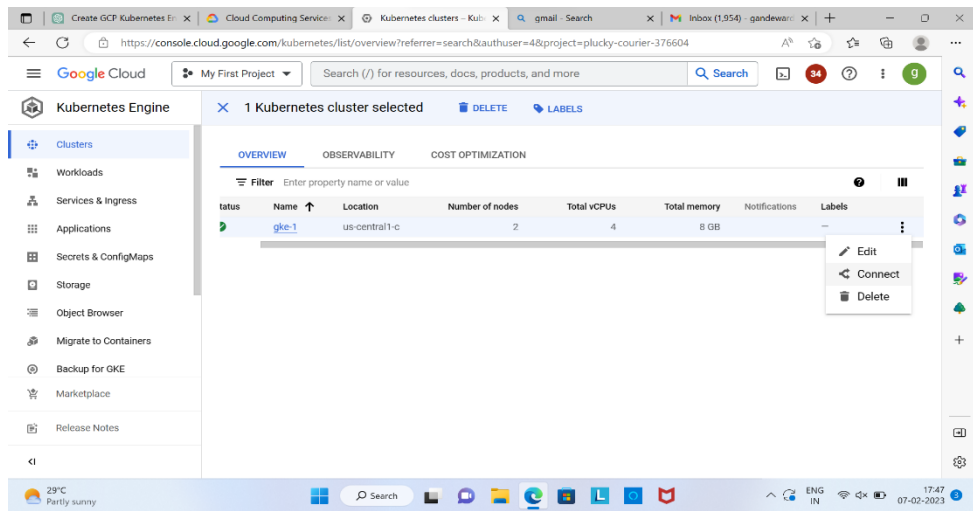 Create GCP Kubernetes En
Cloud Computing Services
Kubernetes clusters – Kub
gmail - Search
Inbox (1,954) - gandeward
https://console.cloud.google.com/kubernetes/list/overview?referrer=search&authuser=4&project=plucky-courier-376604
Google Cloud
My First Project
Search (/) for resources, docs, products, and more
Search
34
g
Kubernetes Engine
1 Kubernetes cluster selected
DELETE
LABELS
Clusters
Workloads
Services & Ingress
Applications
Secrets & ConfigMaps
Storage
Object Browser
Migrate to Containers
Backup for GKE
Marketplace
Release Notes
OVERVIEW OBSERVABILITY COST OPTIMIZATION
Filter Enter property name or value
tatus Name Location Number of nodes Total vCPUs Total memory Notifications Labels
gke-1 us-central1-c 2 4 8 GB –
Edit
Connect
Delete
29°C
Partly sunny
Search
L
ENG
IN
17:47
07-02-2023
3